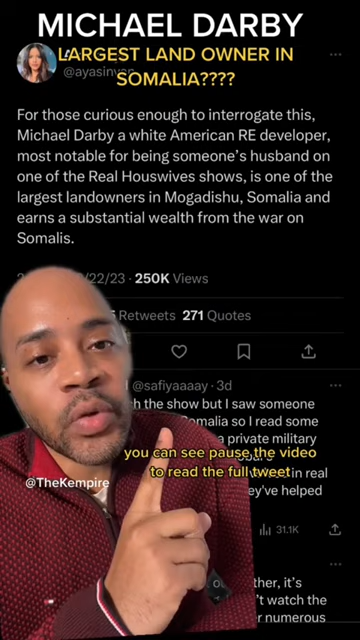 MICHAEL DARBY
LARGEST LAND OWNER IN
SOMALIA????
For those curious enough to interrogate this,
Michael Darby a white American RE developer,
most notable for being someone's husband on
one of the Real Houswives shows, is one of the
largest landowners in Mogadishu, Somalia and
earns a substantial wealth from the war on
Somalis.
/22/23 · 250K Views
Retweets 271 Quotes
@safiyaaaay · 3d
the show but I saw someone
omalia so I read some
a private military
you can see pause the video
to read the full tweet
in real
ey've helped
@TheKempire
31.1K
ther, it's
't watch the
er numerous